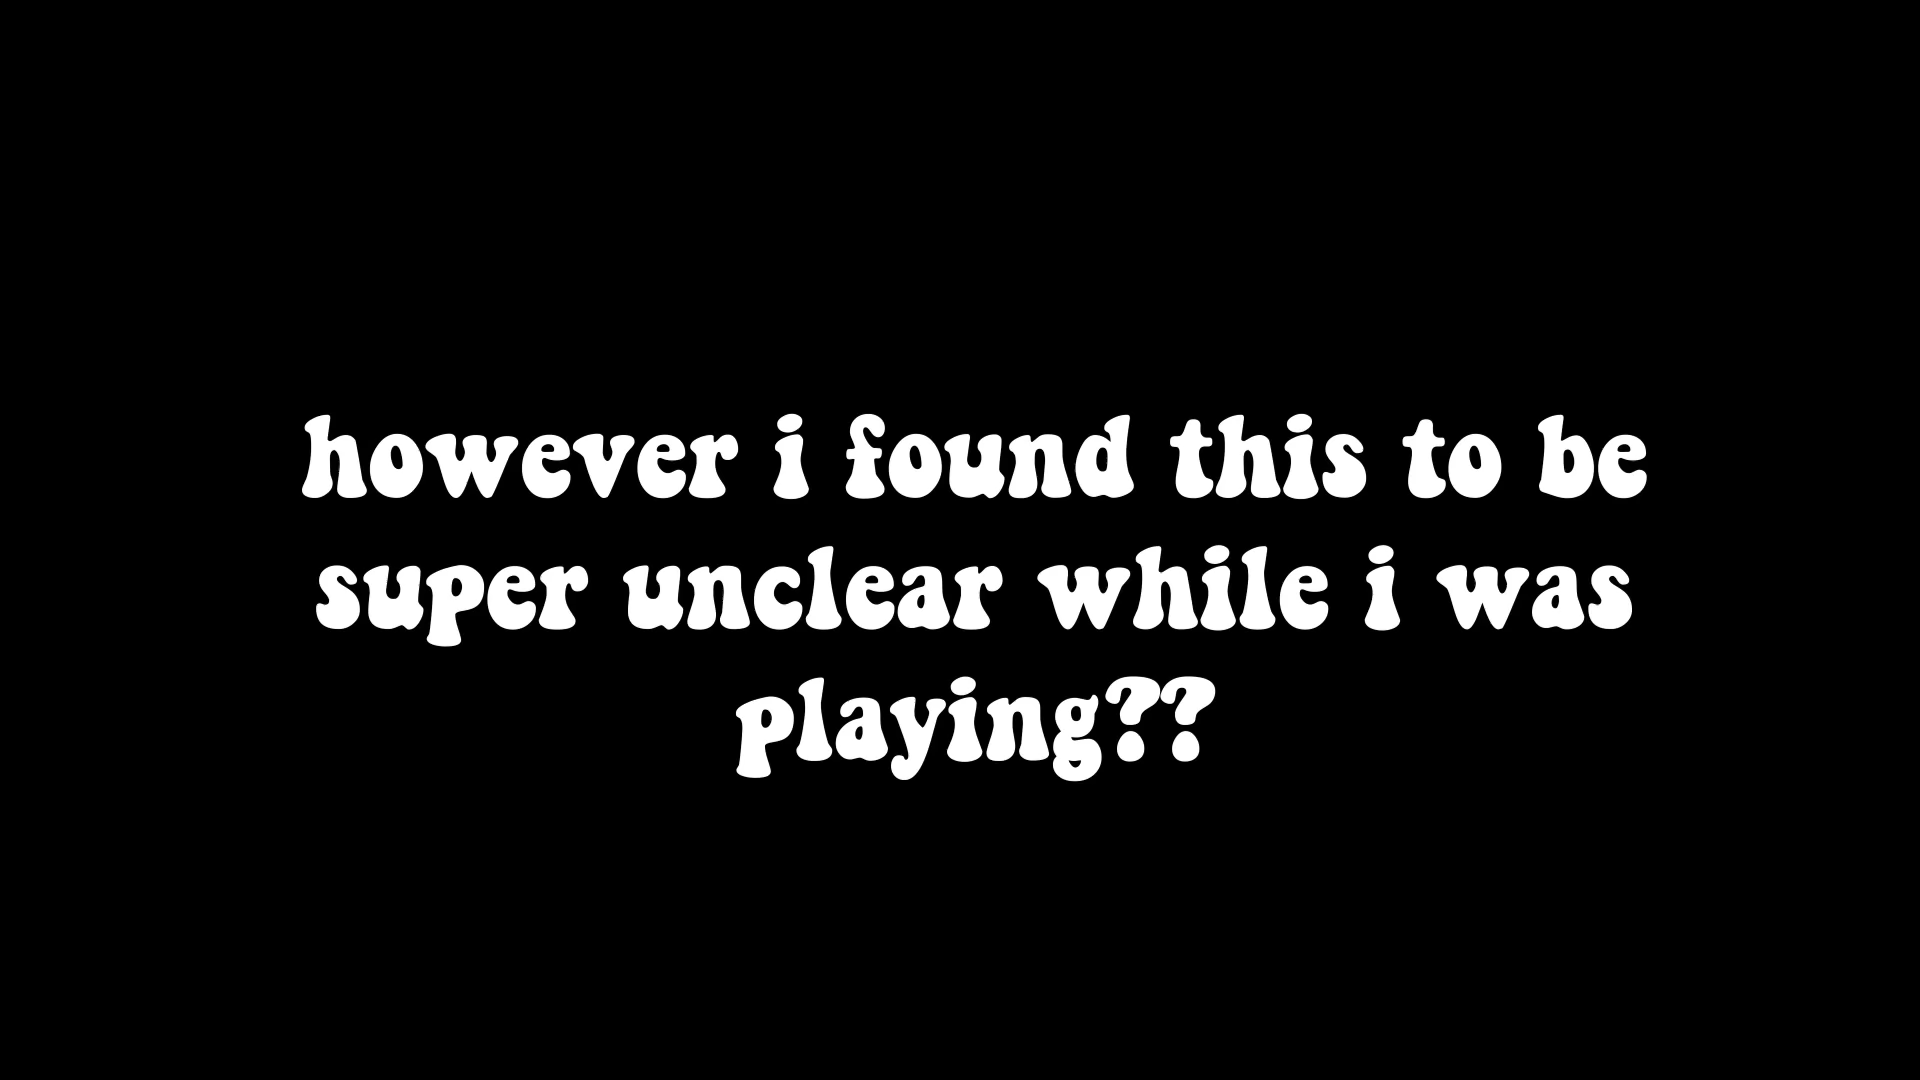 however i found this to be
super unclear while i was
playing??